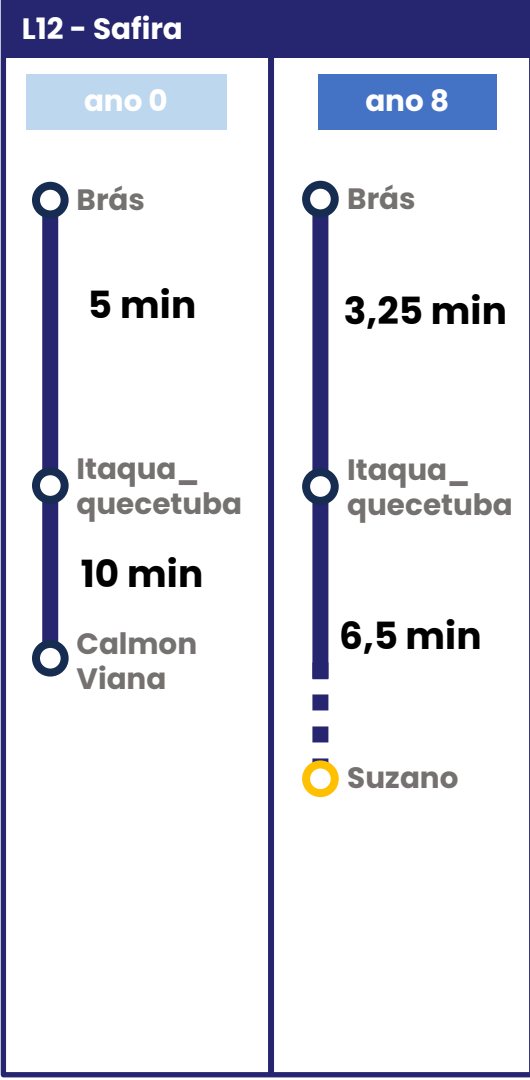 L12 - Safira
ano 0
Brás
5 min
Itaqua_
quecetuba
10 min
Calmon
Viana
ano 8
Brás
3,25 min
Itaqua_
quecetuba
6,5 min
Suzano